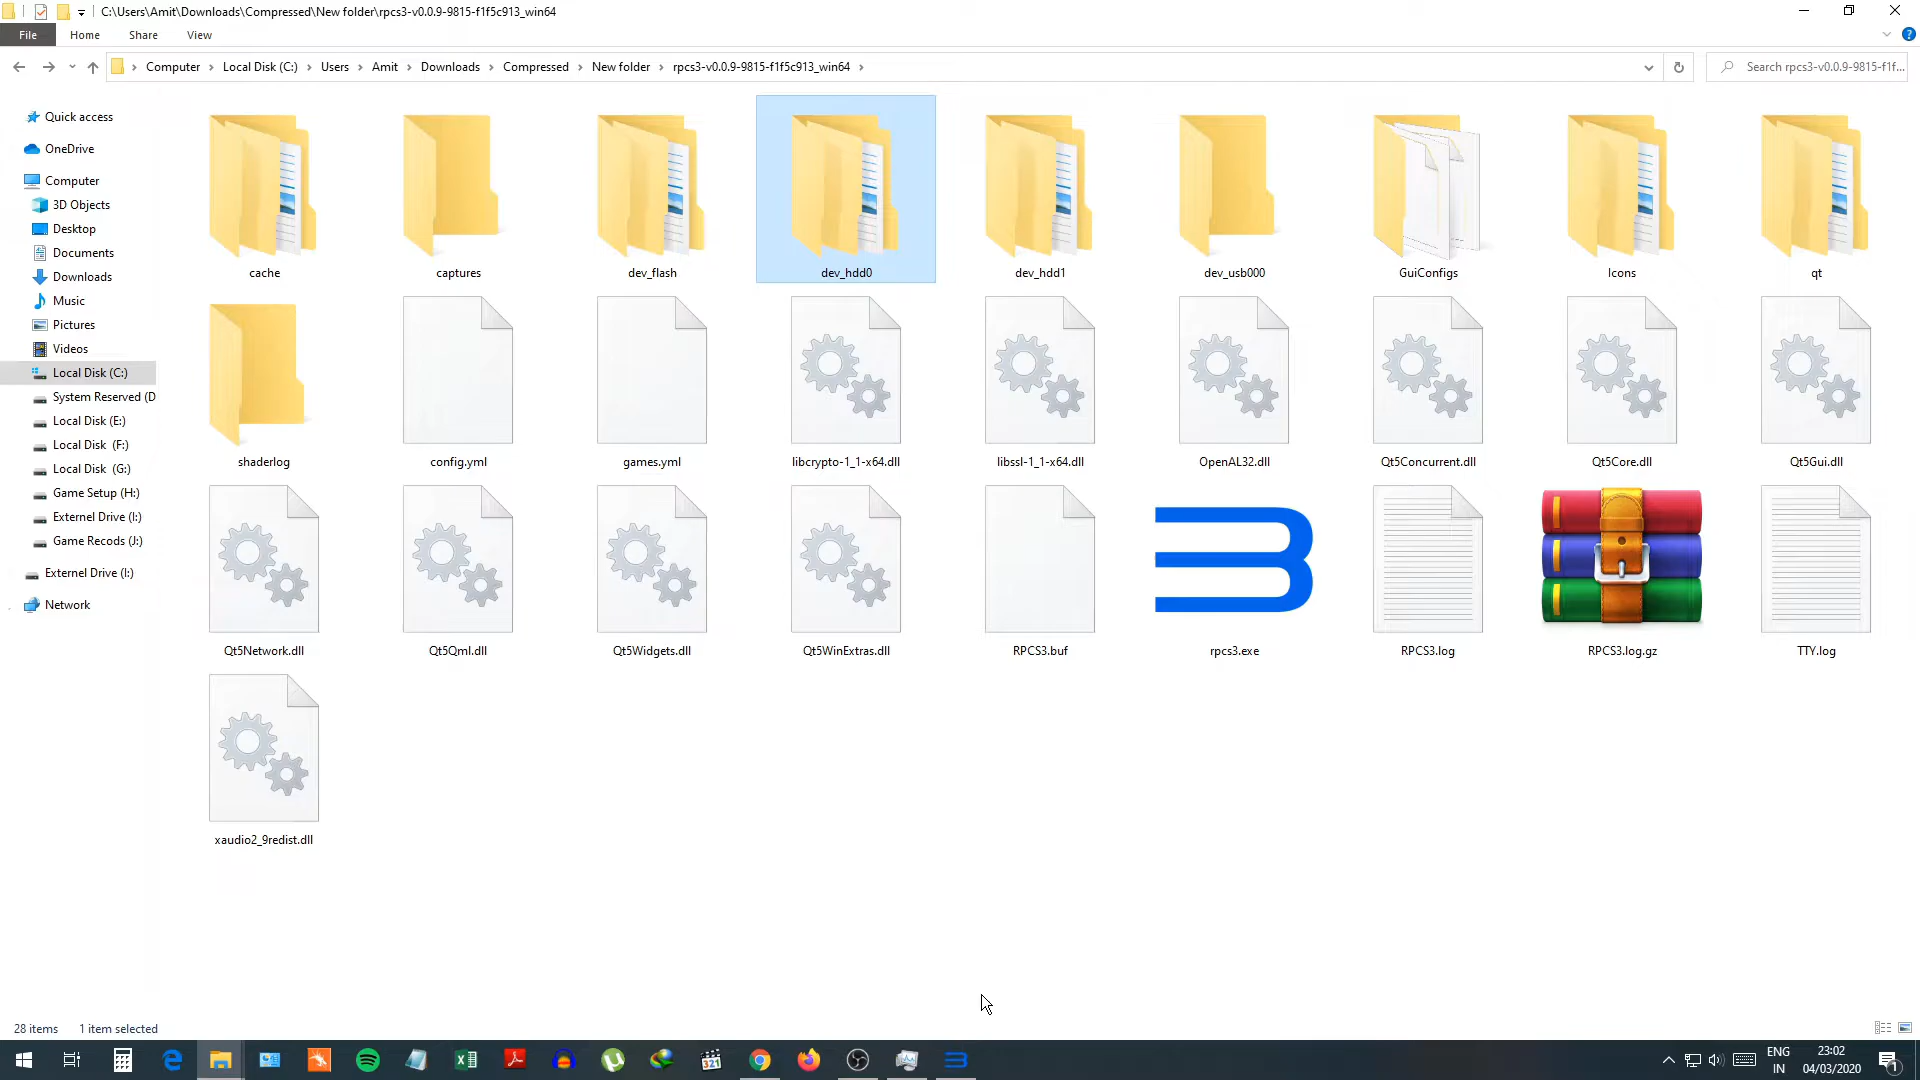 C:\Users\Amit\Downloads\Compressed\New folder\rpcs3-v0.0.9-9815-f1f5c913_win64
File Home Share View
Computer Local Disk (C:) Users Amit Downloads Compressed New folder rpcs3-v0.0.9-9815-f1f5c913_win64
Search rpcs3-v0.0.9-9815-f1f...
Quick access
OneDrive
Computer
3D Objects
Desktop
Documents
Downloads
Music
Pictures
Videos
Local Disk (C:)
System Reserved (D
Local Disk (E:)
Local Disk (F:)
Local Disk (G:)
Game Setup (H:)
Externel Drive (I:)
Game Recods (J:)
Externel Drive (I:)
Network
cache captures dev_flash dev_hdd0 dev_hdd1 dev_usb000 GuiConfigs Icons qt
shaderlog config.yml games.yml libcrypto-1_1-x64.dll libssl-1_1-x64.dll OpenAL32.dll Qt5Concurrent.dll Qt5Core.dll Qt5Gui.dll
Qt5Network.dll Qt5Qml.dll Qt5Widgets.dll Qt5WinExtras.dll RPCS3.buf rpcs3.exe RPCS3.log RPCS3.log.gz TTY.log
xaudio2_9redist.dll
28 items 1 item selected
321
ENG
IN
23:02
04/03/2020
1